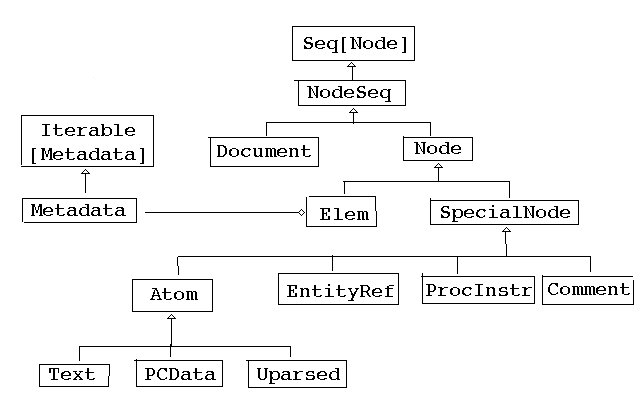 Seq[Node]
NodeSeq
Iterable
[Metadata]
Document
Node
Metadata
Elem
SpecialNode
Atom
EntityRef
ProcInstr
Comment
Text
PCData
Uparsed